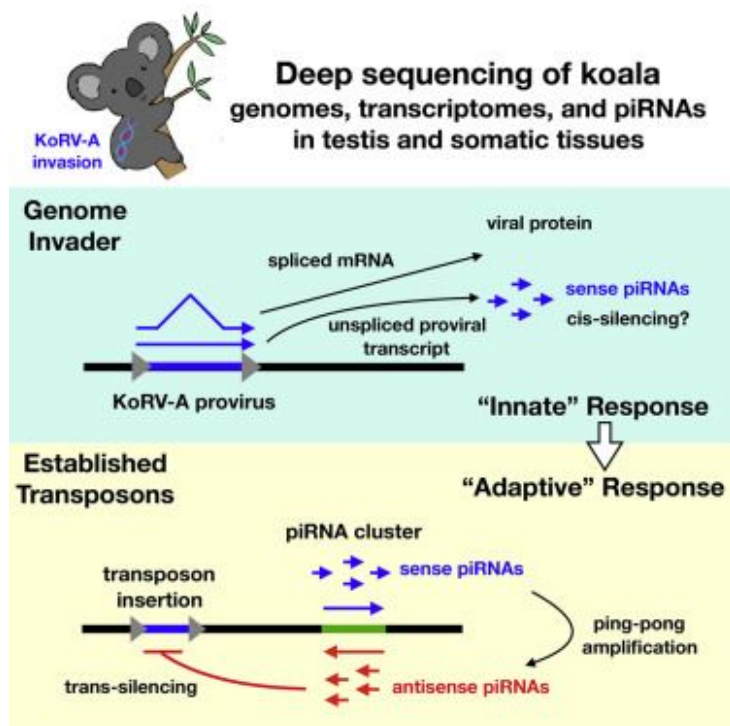 Deep sequencing of koala
genomes, transcriptomes, and piRNAs
in testis and somatic tissues
KoRV-A
invasion
Genome
Invader
viral protein
spliced mRNA
sense piRNAs
cis-silencing?
unspliced proviral
transcript
KoRV-A provirus
“Innate” Response
Established
Transposons
“Adaptive” Response
piRNA cluster
sense piRNAs
transposon
insertion
ping-pong
amplification
trans-silencing
antisense piRNAs